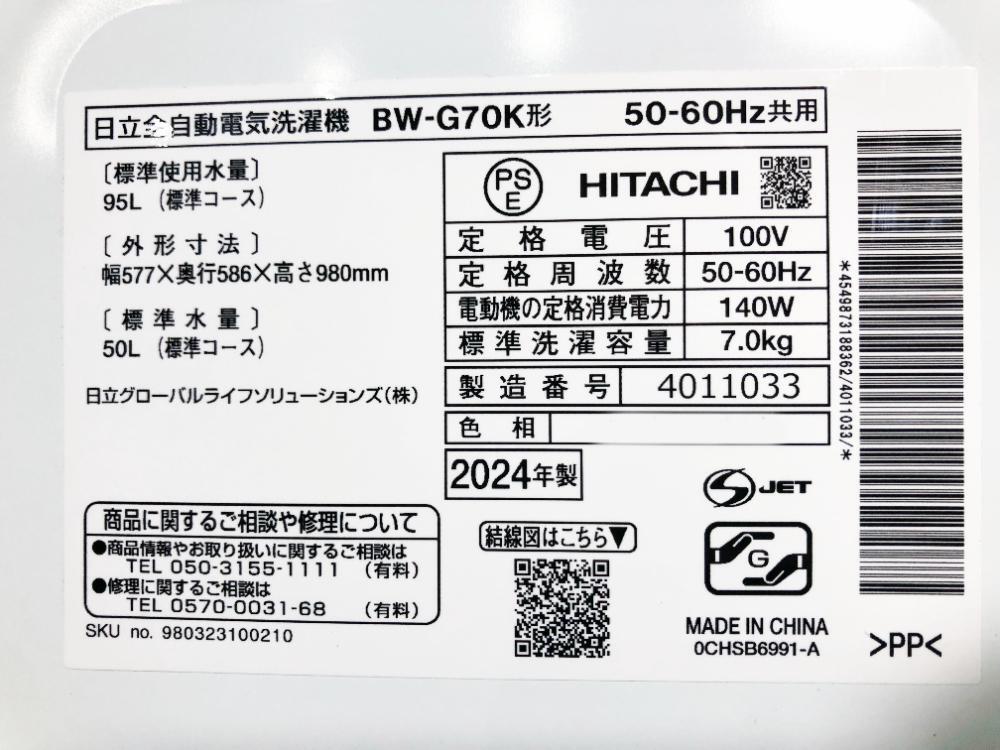 日立全自動電気洗濯機 BW-G70K形 50-60Hz共用
〔標準使用水量〕
95L（標準コース）
〔外形寸法〕
幅577×奥行586×高さ980mm
〔標準水量〕
50L（標準コース）
日立グローバルライフソリューションズ（株）
PSE HITACHI
定格電圧 100V
定格周波数 50-60Hz
電動機の定格消費電力 140W
標準洗濯容量 7.0kg
製造番号 4011033
色相
2024年製
*4549873188362/4011033/*
商品に関するご相談や修理について
●商品情報やお取り扱いに関するご相談は
TEL 050-3155-1111 （有料）
●修理に関するご相談は
TEL 0570-0031-68 （有料）
SKU no. 980323100210
結線図はこちら▼
S JET
G
MADE IN CHINA
0CHSB6991-A
>PP<